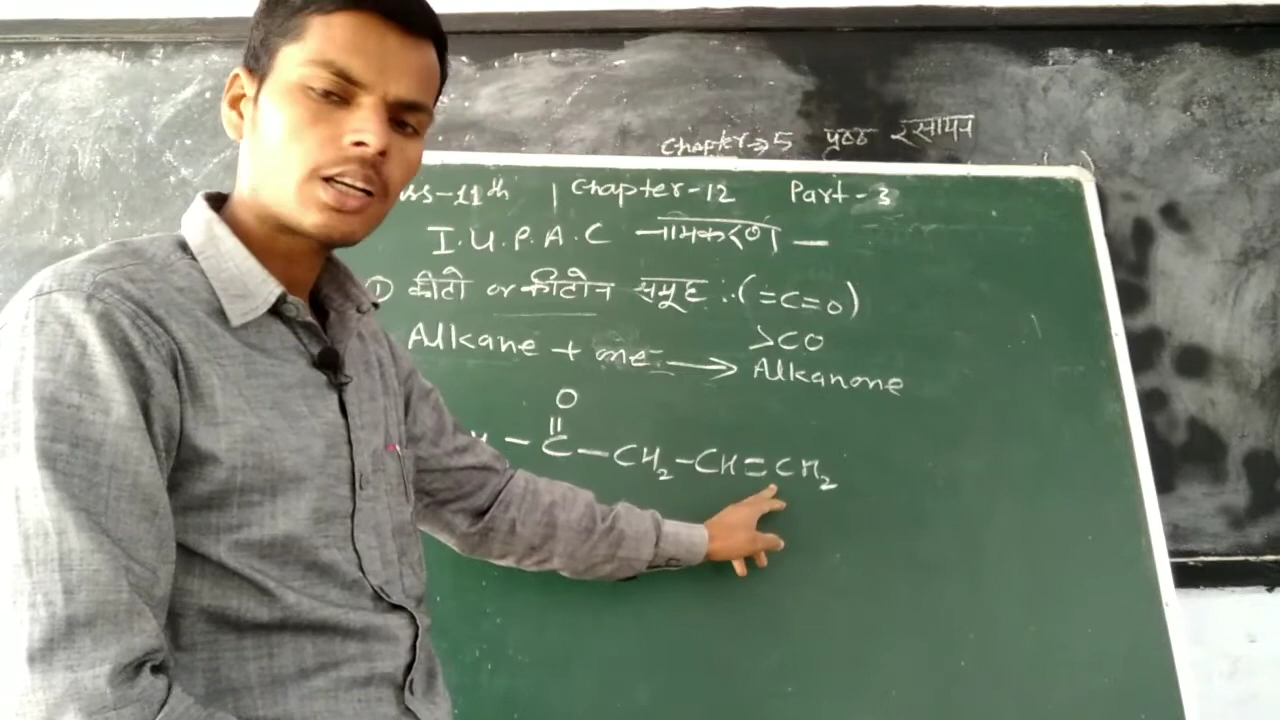 Chapter→5 पृष्ठ रसायन
ss-11th | Chapter-12 Part-3
I.U.P.A.C नामकरण —
① कीटो or कीटोन समूह :-(=C=O)
>CO
Alkane + one → Alkanone
O
||
– C – CH₂ – CH = CH₂